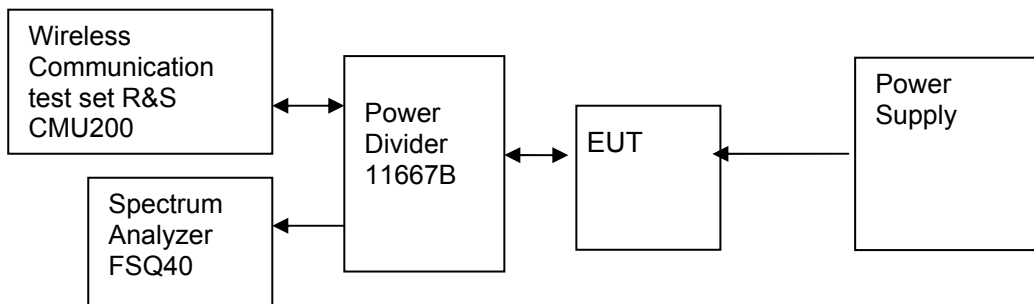 Wireless
Communication
test set R&S
CMU200
Power
Divider
11667B
EUT
Power
Supply
Spectrum
Analyzer
FSQ40